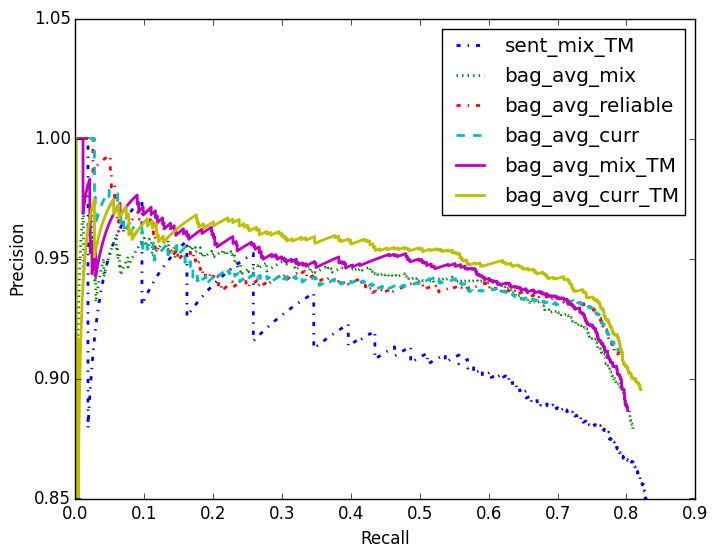 1.05
1.00
0.95
0.90
0.85
Precision
sent_mix_TM
bag_avg_mix
bag_avg_reliable
bag_avg_curr
bag_avg_mix_TM
bag_avg_curr_TM
0.0 0.1 0.2 0.3 0.4 0.5 0.6 0.7 0.8 0.9
Recall